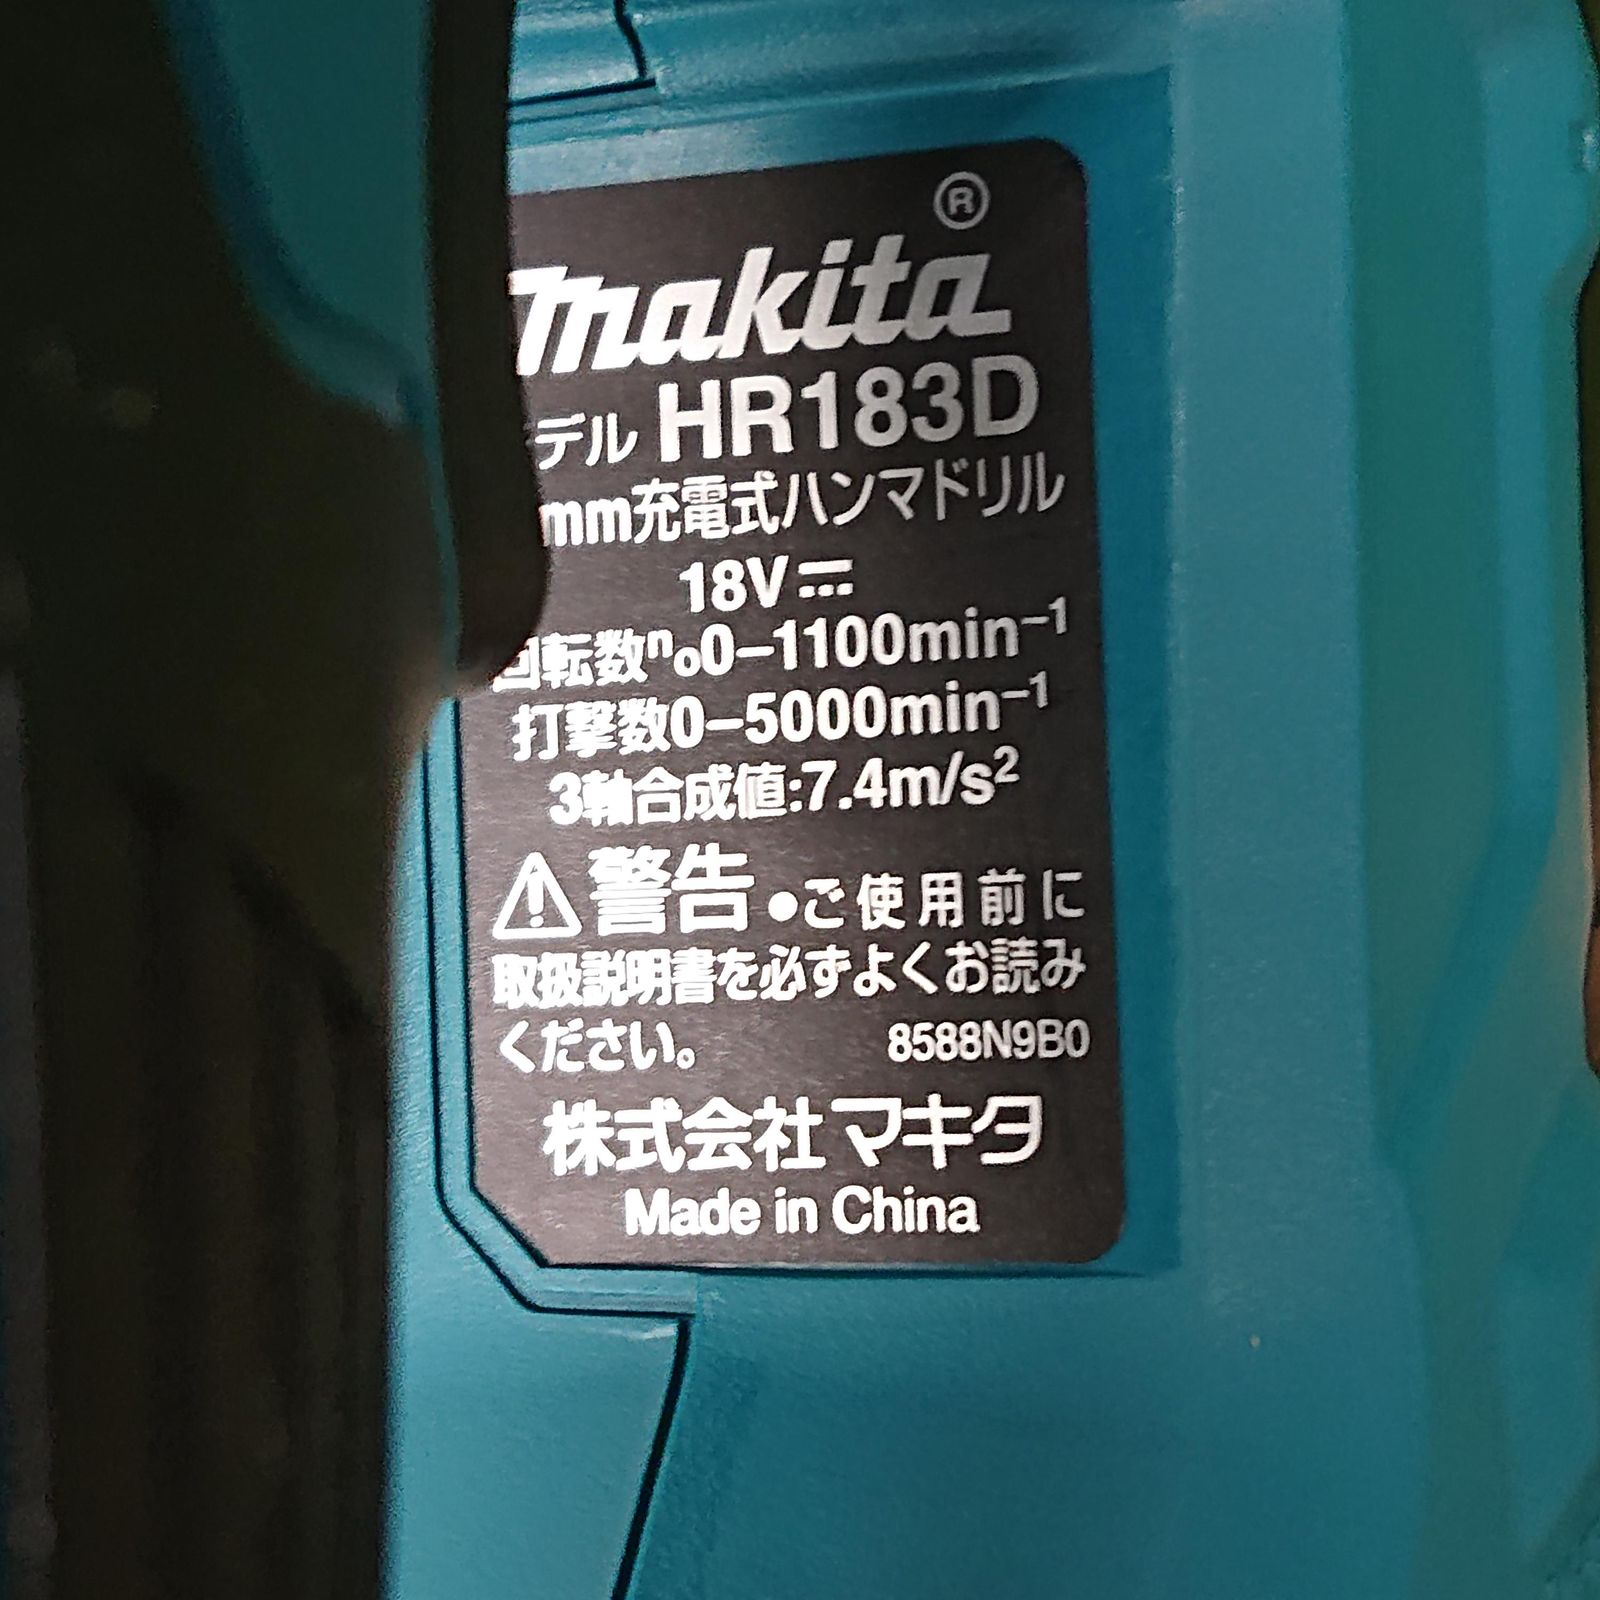 ®
makita
デル HR183D
mm充電式ハンマドリル
18V⎓
回転数n₀0-1100min⁻¹
打撃数0-5000min⁻¹
3軸合成値:7.4m/s²
⚠警告 ●ご使用前に
取扱説明書を必ずよくお読み
ください。 8588N9B0
株式会社マキタ
Made in China